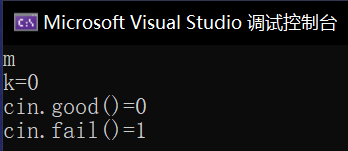 Microsoft Visual Studio 调试控制台
m
k=0
cin.good()=0
cin.fail()=1